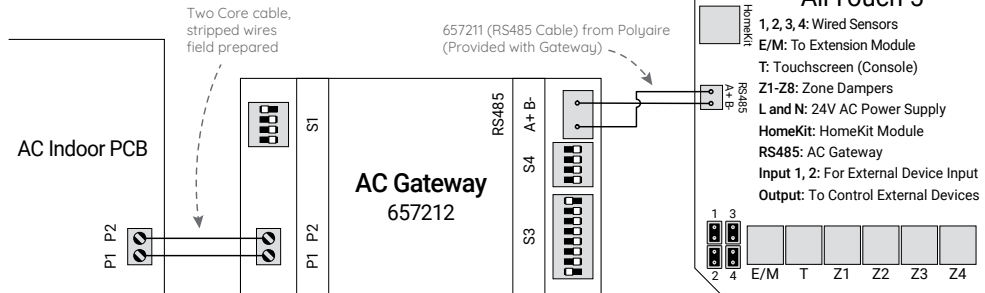 Two Core cable,
stripped wires
field prepared
657211 (RS485 Cable) from Polyaire
(Provided with Gateway)
AirTouch 5
HomeKit
1, 2, 3, 4: Wired Sensors
E/M: To Extension Module
T: Touchscreen (Console)
Z1-Z8: Zone Dampers
L and N: 24V AC Power Supply
HomeKit: HomeKit Module
RS485: AC Gateway
Input 1, 2: For External Device Input
Output: To Control External Devices
A+ B-
RS485
AC Indoor PCB
P1 P2
S1
P1 P2
AC Gateway
657212
RS485
A+ B-
S4
S3
1 3
2 4
E/M T Z1 Z2 Z3 Z4